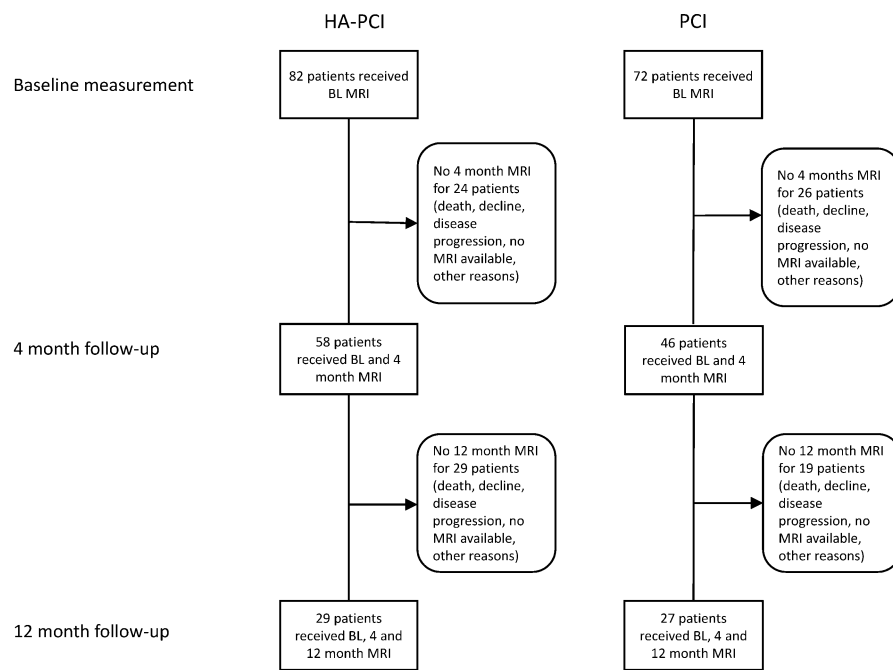 HA-PCI
PCI
Baseline measurement
82 patients received
BL MRI
72 patients received
BL MRI
No 4 month MRI
for 24 patients
(death, decline,
disease
progression, no
MRI available,
other reasons)
No 4 months MRI
for 26 patients
(death, decline,
disease
progression, no
MRI available,
other reasons)
4 month follow-up
58 patients
received BL and 4
month MRI
46 patients
received BL and 4
month MRI
No 12 month MRI
for 29 patients
(death, decline,
disease
progression, no
MRI available,
other reasons)
No 12 month MRI
for 19 patients
(death, decline,
disease
progression, no
MRI available,
other reasons)
12 month follow-up
29 patients
received BL, 4 and
12 month MRI
27 patients
received BL, 4 and
12 month MRI